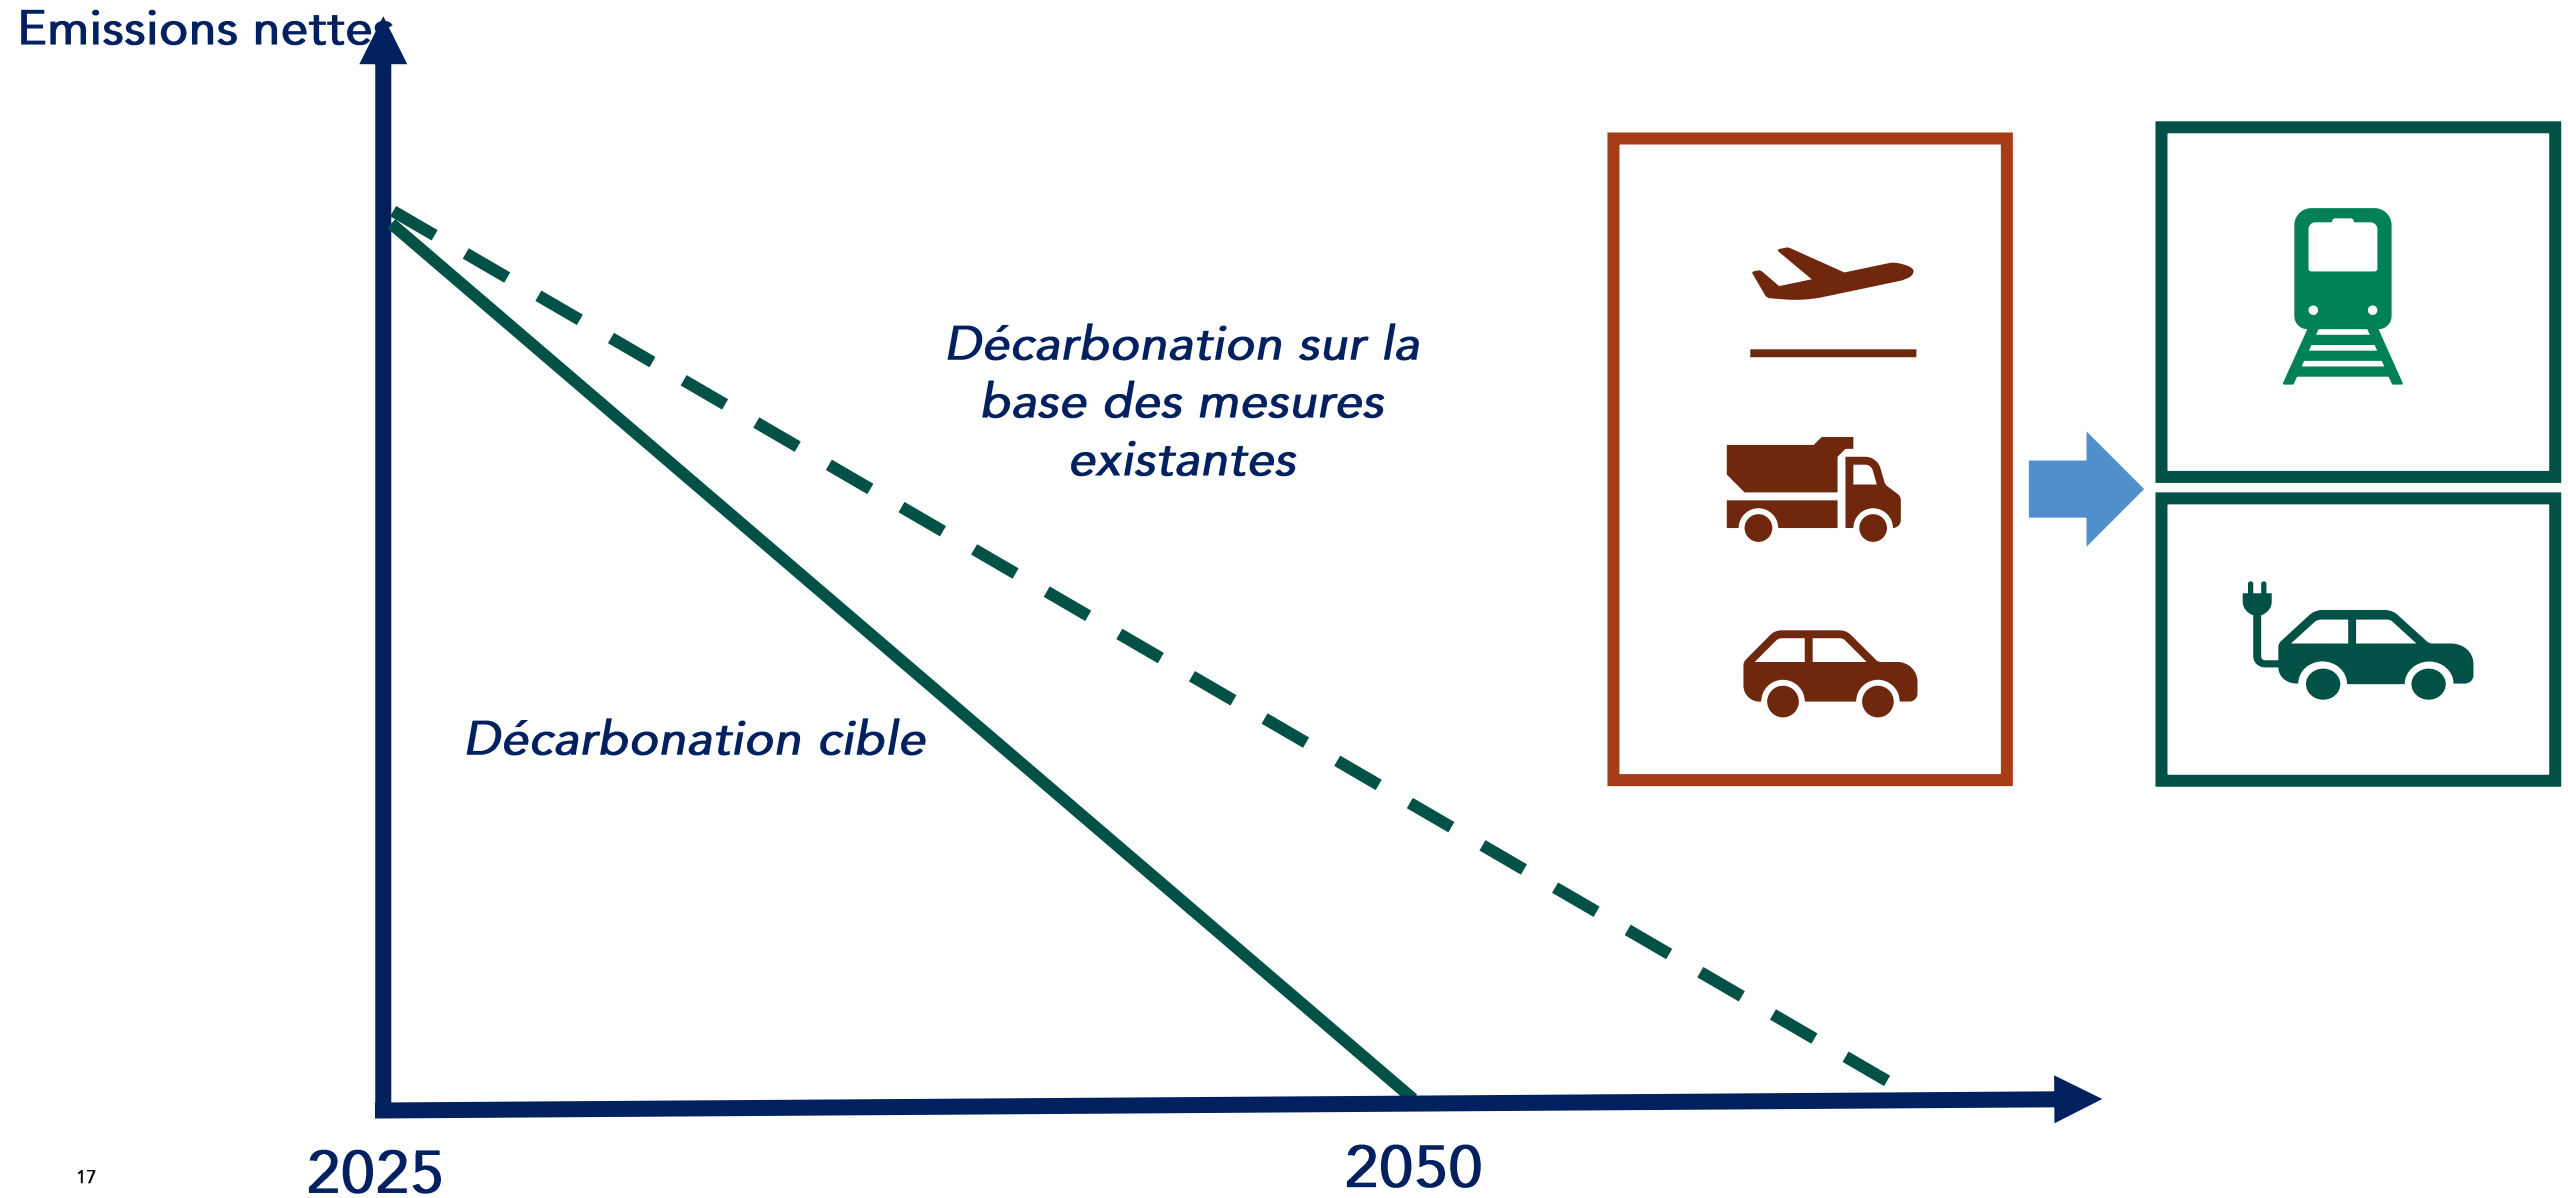 Emissions nettes
Décarbonation sur la
base des mesures
existantes
Décarbonation cible
2025
2050
17